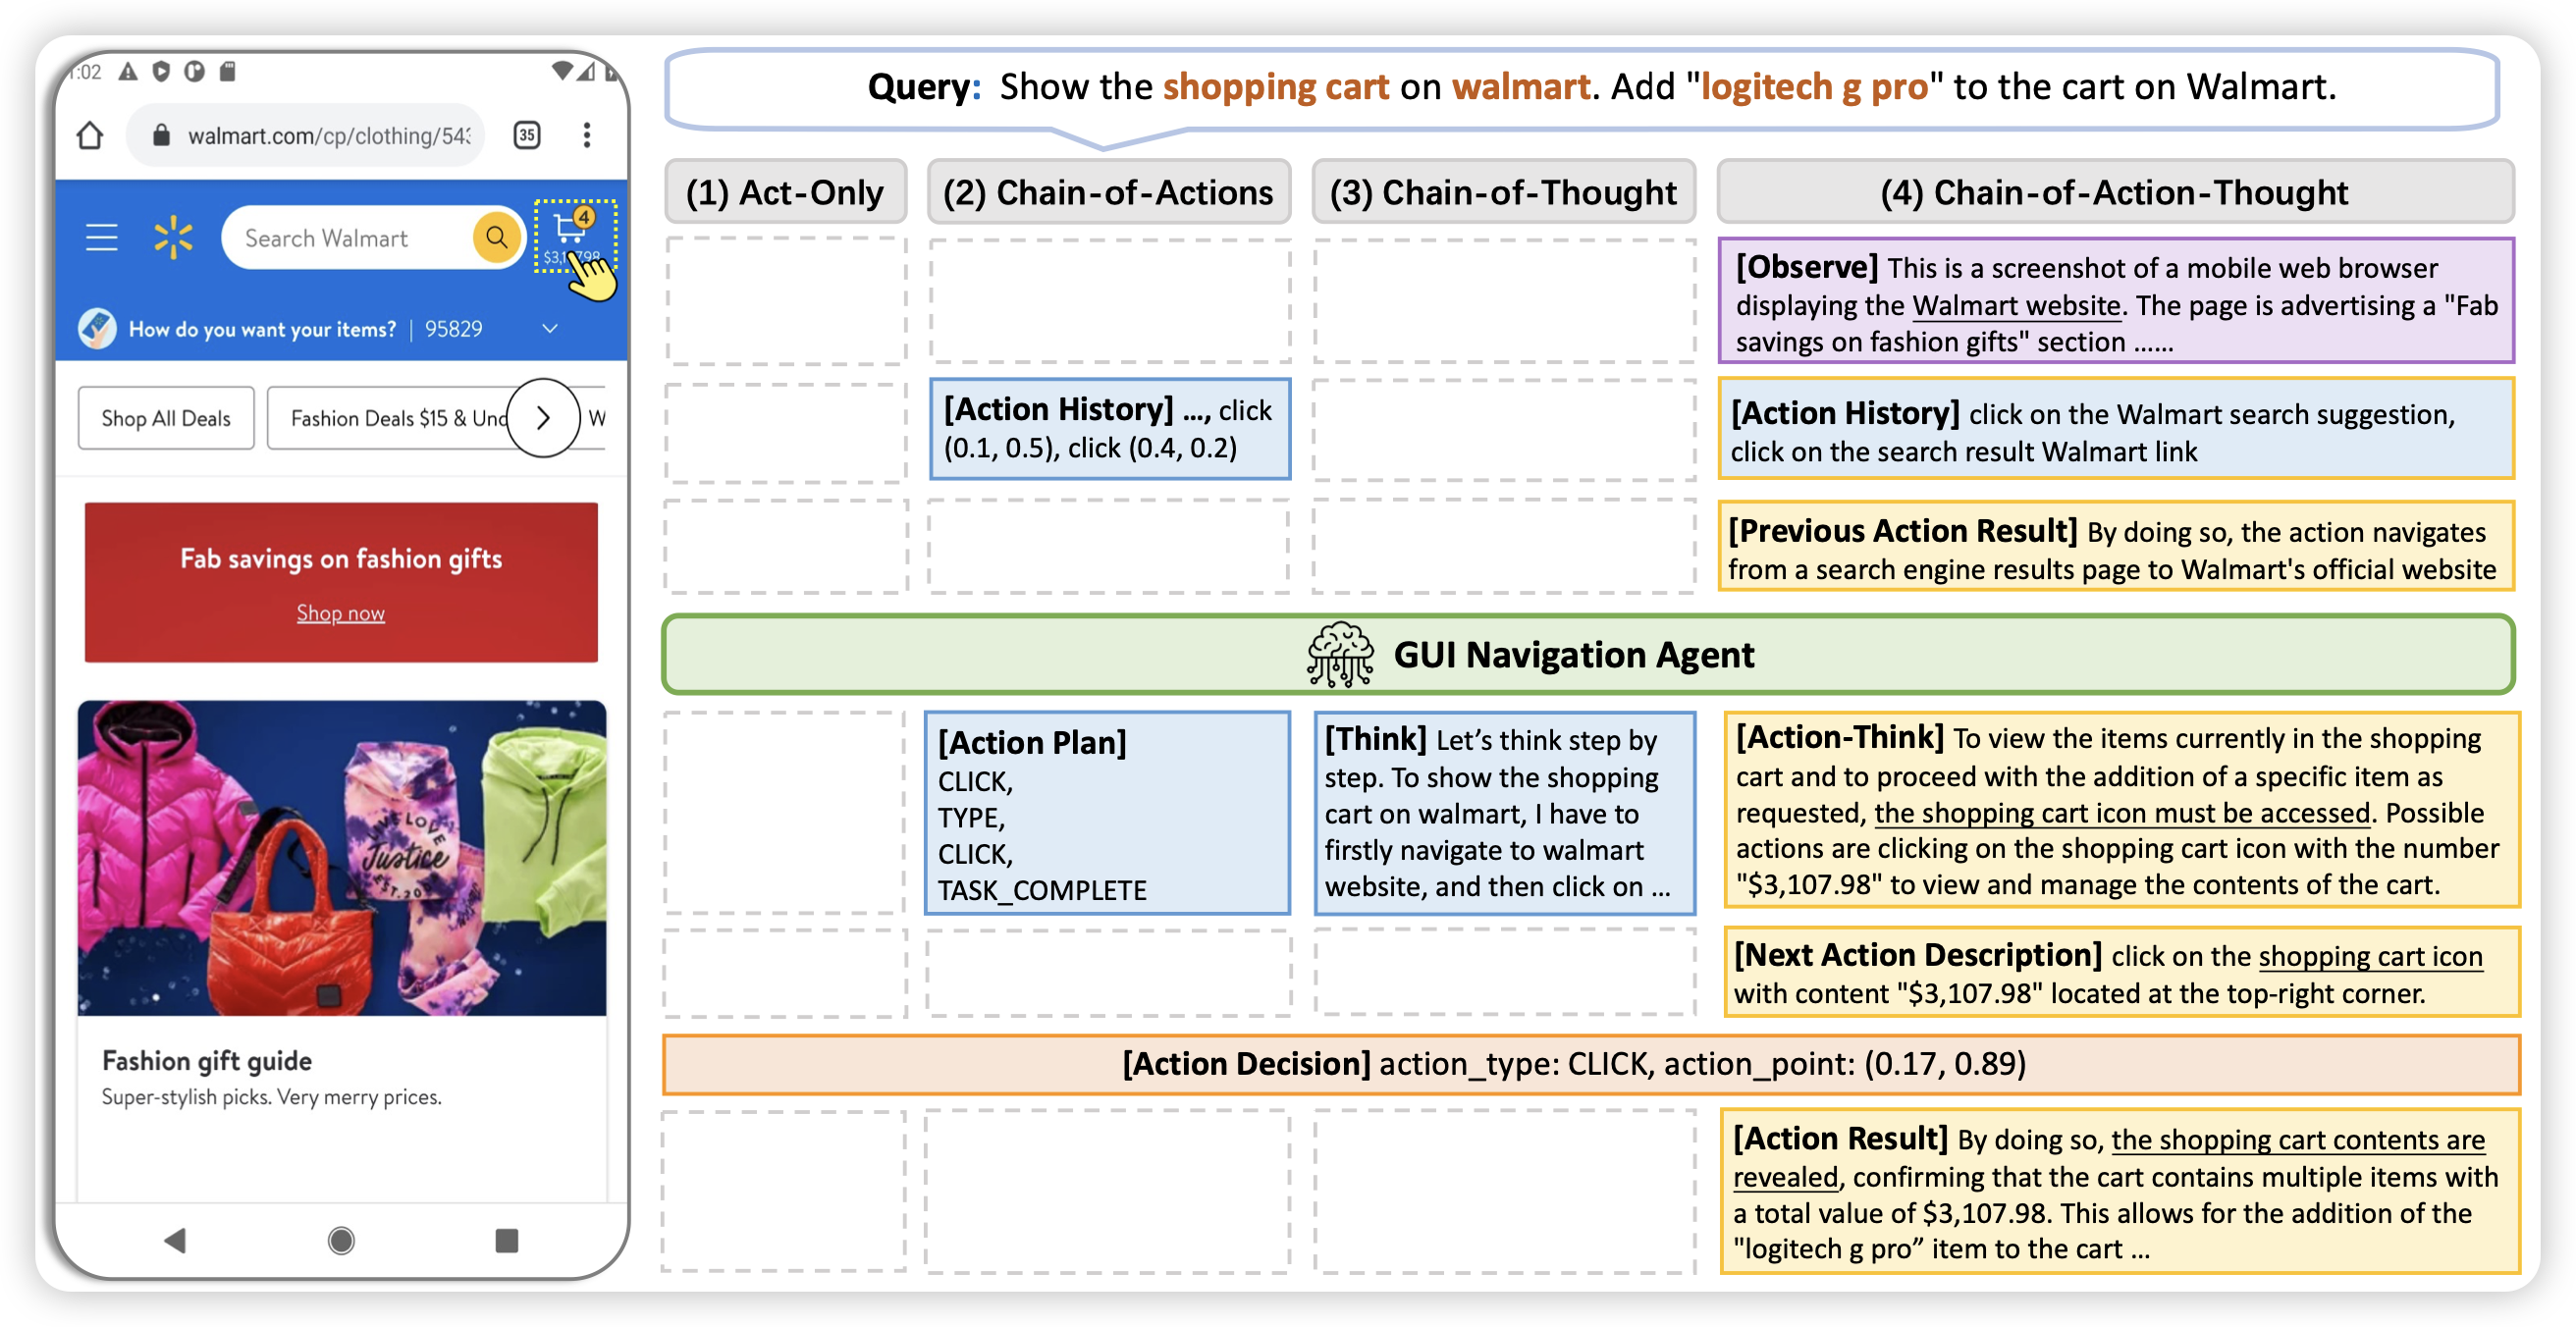 1:02
walmart.com/cp/clothing/543
35
Search Walmart
4
How do you want your items? | 95829
Shop All Deals
Fashion Deals $15 & Und
W
Fab savings on fashion gifts
Shop now
LIVE LOVE
Justice
Fashion gift guide
Super-stylish picks. Very merry prices.
Query: Show the shopping cart on walmart. Add "logitech g pro" to the cart on Walmart.
(1) Act-Only
(2) Chain-of-Actions
(3) Chain-of-Thought
(4) Chain-of-Action-Thought
[Observe] This is a screenshot of a mobile web browser
displaying the Walmart website. The page is advertising a "Fab
savings on fashion gifts" section ......
[Action History] ..., click
(0.1, 0.5), click (0.4, 0.2)
[Action History] click on the Walmart search suggestion,
click on the search result Walmart link
[Previous Action Result] By doing so, the action navigates
from a search engine results page to Walmart's official website
GUI Navigation Agent
[Action Plan]
CLICK,
TYPE,
CLICK,
TASK_COMPLETE
[Think] Let's think step by
step. To show the shopping
cart on walmart, I have to
firstly navigate to walmart
website, and then click on ...
[Action-Think] To view the items currently in the shopping
cart and to proceed with the addition of a specific item as
requested, the shopping cart icon must be accessed. Possible
actions are clicking on the shopping cart icon with the number
"$3,107.98" to view and manage the contents of the cart.
[Next Action Description] click on the shopping cart icon
with content "$3,107.98" located at the top-right corner.
[Action Decision] action_type: CLICK, action_point: (0.17, 0.89)
[Action Result] By doing so, the shopping cart contents are
revealed, confirming that the cart contains multiple items with
a total value of $3,107.98. This allows for the addition of the
"logitech g pro” item to the cart ...